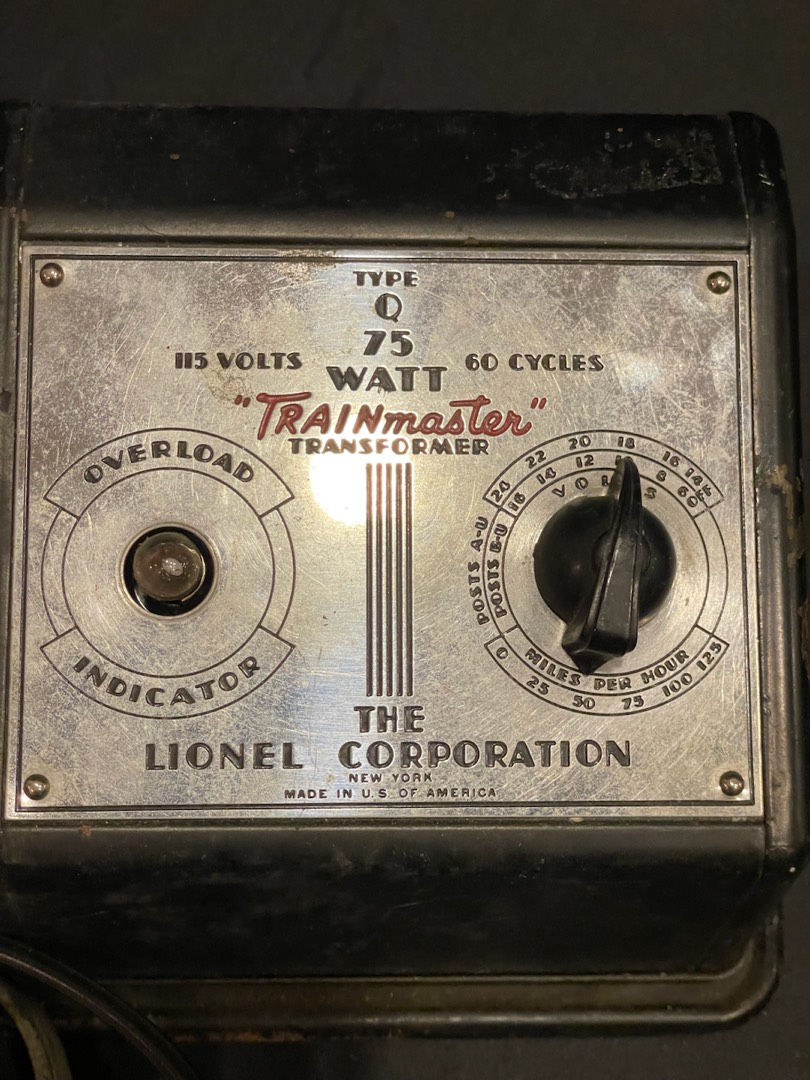 TYPE
Q
75
115 VOLTS WATT 60 CYCLES
"TRAINmaster"
TRANSFORMER
OVERLOAD
INDICATOR
24 22 20 18 16 14
16 14 12 8 6 OFF
VOLTS
POSTS A-U
POSTS B-U
MILES PER HOUR
0 25 50 75 100 125
THE
LIONEL CORPORATION
NEW YORK
MADE IN U.S. OF AMERICA